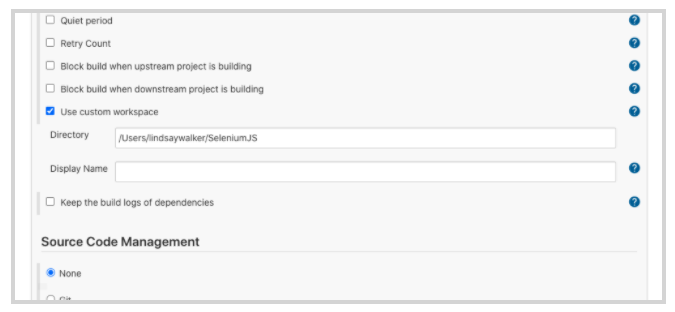 Quiet period
Retry Count
Block build when upstream project is building
Block build when downstream project is building
Use custom workspace
Directory /Users/lindsaywalker/SeleniumJS
Display Name
Keep the build logs of dependencies
Source Code Management
None
Git